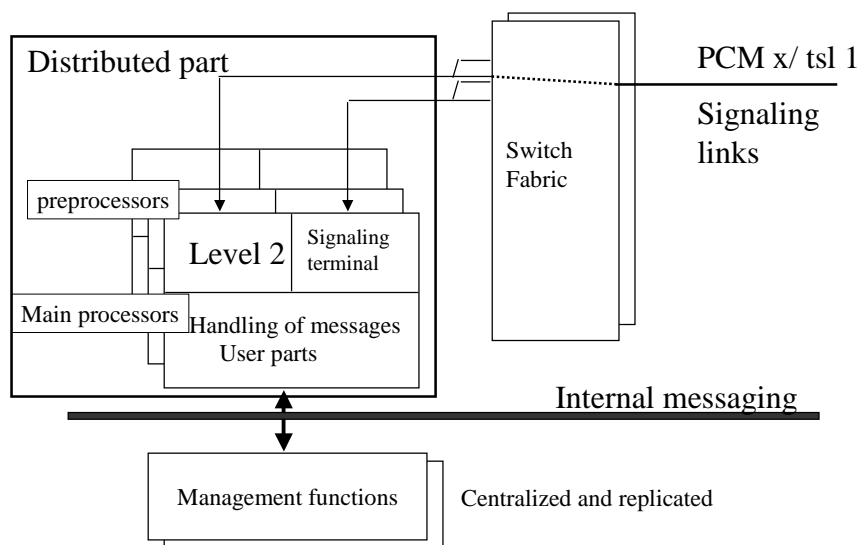 Distributed part
PCM x/ tsl 1
Signaling
links
Switch
Fabric
preprocessors
Level 2
Signaling
terminal
Main processors
Handling of messages
User parts
Internal messaging
Management functions
Centralized and replicated